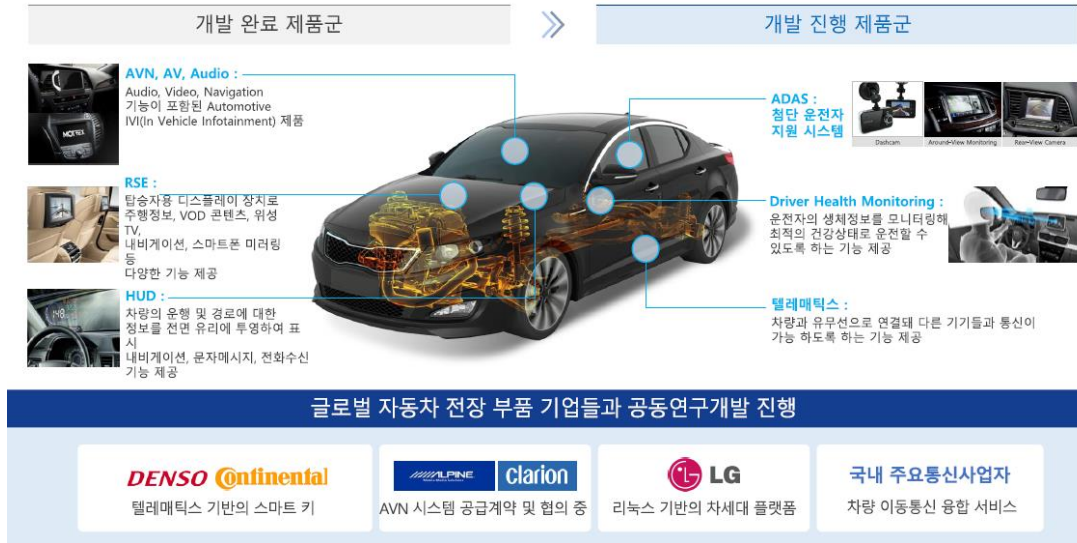 개발 완료 제품군
개발 진행 제품군
AVN, AV, Audio :
Audio, Video, Navigation
기능이 포함된 Automotive
IVI(In Vehicle Infotainment) 제품
MOTREX
RSE :
탑승자용 디스플레이 장치로
주행정보, VOD 콘텐츠, 위성
TV,
내비게이션, 스마트폰 미러링
등
다양한 기능 제공
HUD :
차량의 운행 및 경로에 대한
정보를 전면 유리에 투영하여 표
시
내비게이션, 문자메시지, 전화수신
기능 제공
ADAS :
첨단 운전자
지원 시스템
Dashcam
Around-View Monitoring
Rear-View Camera
Driver Health Monitoring :
운전자의 생체정보를 모니터링해
최적의 건강상태로 운전할 수
있도록 하는 기능 제공
텔레매틱스 :
차량과 유무선으로 연결돼 다른 기기들과 통신이
가능 하도록 하는 기능 제공
글로벌 자동차 전장 부품 기업들과 공동연구개발 진행
DENSO Continental
텔레매틱스 기반의 스마트 키
ALPINE
clarion
AVN 시스템 공급계약 및 협의 중
LG
리눅스 기반의 차세대 플랫폼
국내 주요통신사업자
차량 이동통신 융합 서비스